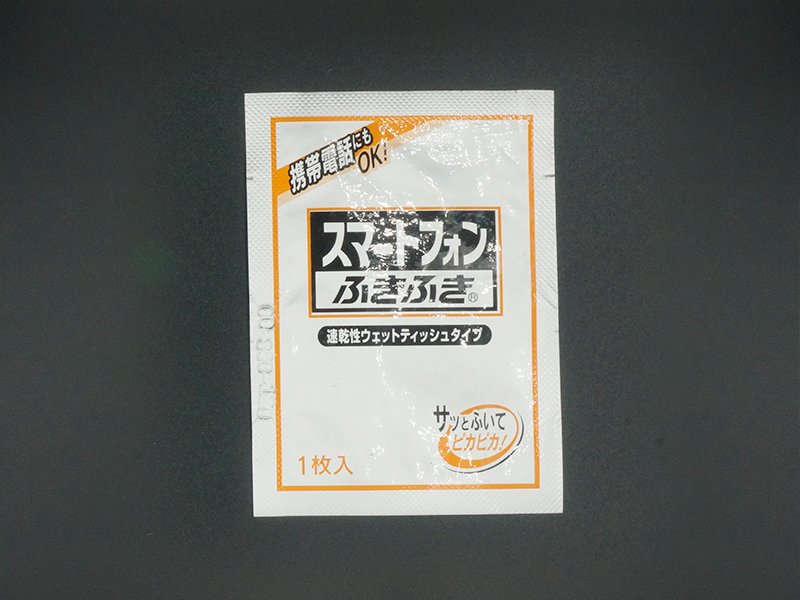 携帯電話にも
OK!
スマートフォン
ふきふき®
速乾性ウェットティッシュタイプ
サッとふいて
ピカピカ!
1枚入